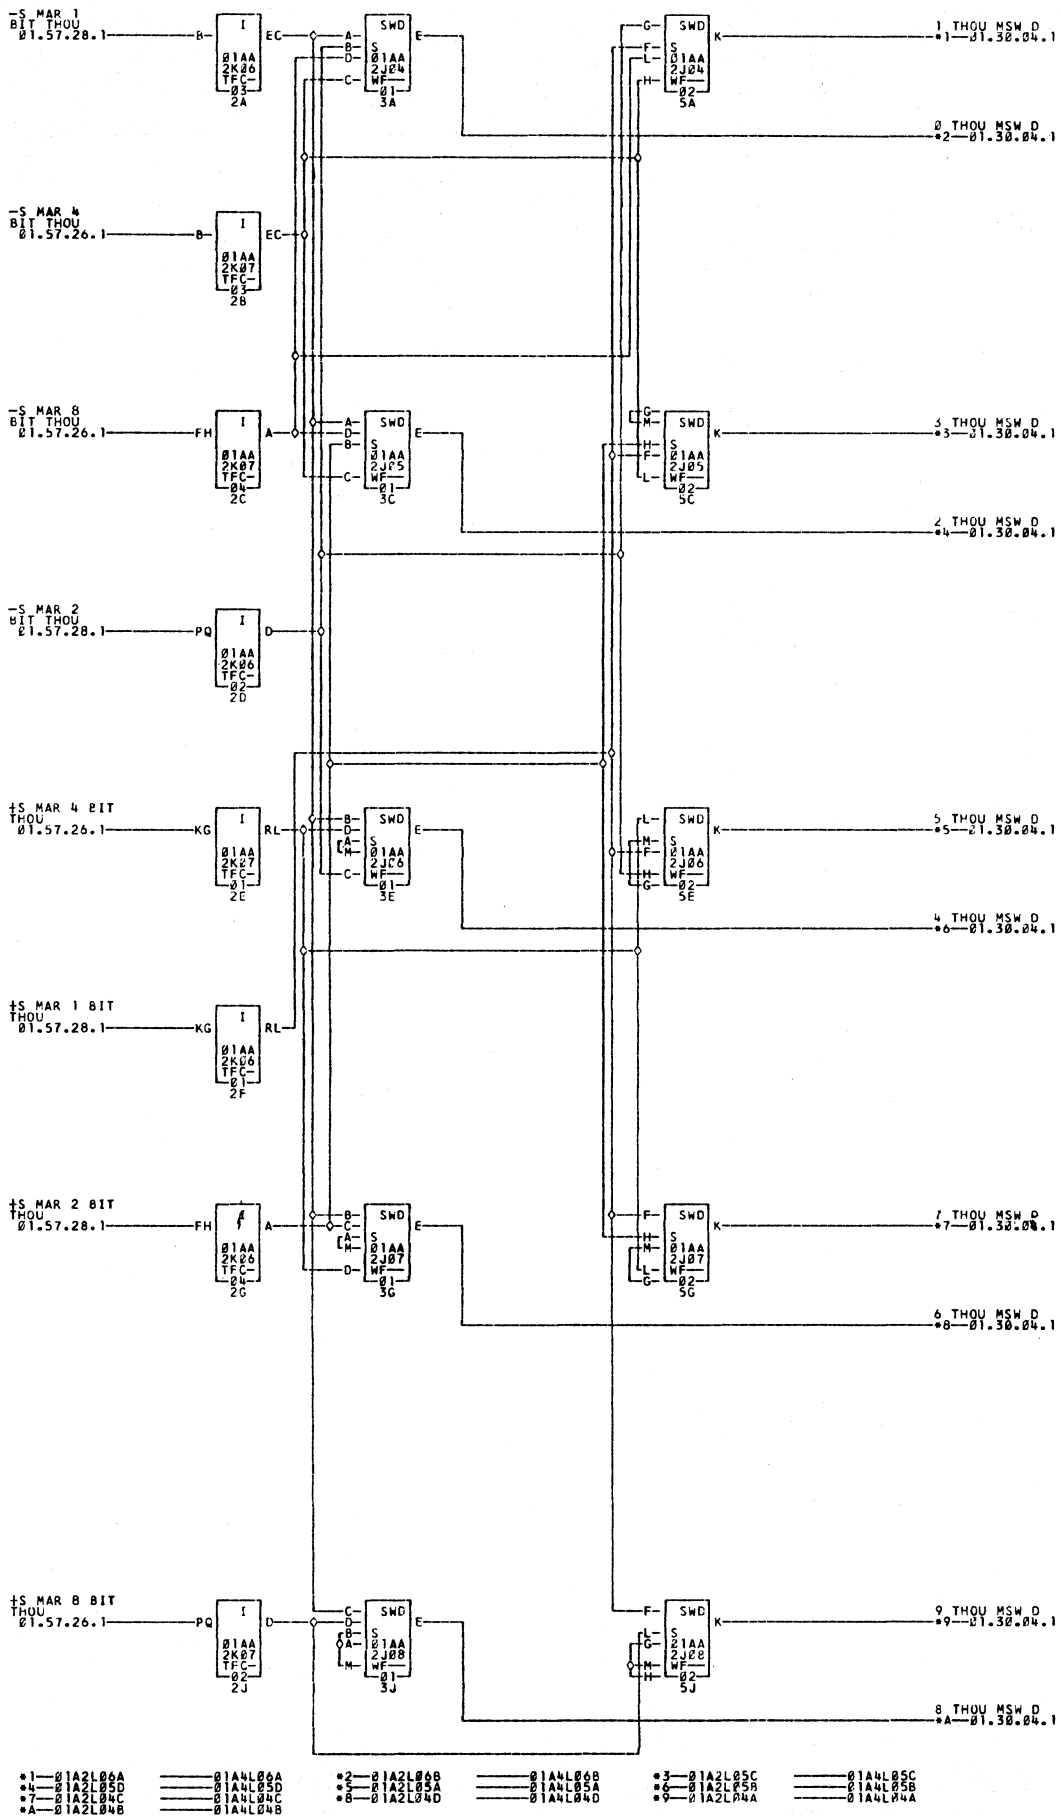 -S MAR 1
BIT THOU
01.57.28.1 B- I EC
01AA
2K06
TFC-
03
2A
A- SWD E
B- S
D- 01AA
2J04
C- WF
01
3A
G- SWD K
F- S
L- 01AA
2J04
H- WF
02
5A
1 THOU MSW D
*1—01.30.04.1
0 THOU MSW D
*2—01.30.04.1
-S MAR 4
BIT THOU
01.57.26.1 B- I EC
01AA
2K07
TFC-
03
2B
-S MAR 8
BIT THOU
01.57.26.1 FH I A
01AA
2K07
TFC-
04
2C
A- SWD E
D-
B- S
01AA
2J05
C- WF
01
3C
G- SWD K
M-
H- S
F- 01AA
2J05
L- WF
02
5C
3 THOU MSW D
*3—01.30.04.1
2 THOU MSW D
*4—01.30.04.1
-S MAR 2
BIT THOU
01.57.28.1 PQ I D
01AA
2K06
TFC-
02
2D
+S MAR 4 BIT
THOU
01.57.26.1 KG I RL
01AA
2K07
TFC-
01
2E
B- SWD E
D-
A- S
M- 01AA
2J06
C- WF
01
3E
L- SWD K
M- S
F- 01AA
2J06
H- WF
G- 02
5E
5 THOU MSW D
*5—01.30.04.1
4 THOU MSW D
*6—01.30.04.1
+S MAR 1 BIT
THOU
01.57.28.1 KG I RL
01AA
2K06
TFC-
01
2F
+S MAR 2 BIT
THOU
01.57.28.1 FH A
01AA
2K06
TFC-
04
2G
B- SWD E
C-
A- S
M- 01AA
2J07
D- WF
01
3G
F- SWD K
H- S
M- 01AA
2J07
L- WF
G- 02
5G
7 THOU MSW D
*7—01.30.04.1
6 THOU MSW D
*8—01.30.04.1
+S MAR 8 BIT
THOU
01.57.26.1 PQ I D
01AA
2K07
TFC-
02
2J
C- SWD E
D-
B- S
A- 01AA
2J08
M- WF
01
3J
F- SWD K
L- S
G- 01AA
2J08
M- WF
H- 02
5J
9 THOU MSW D
*9—01.30.04.1
8 THOU MSW D
*A—01.30.04.1
*1—01A2L06A 01A4L06A *2—01A2L06B 01A4L06B *3—01A2L05C 01A4L05C
*4—01A2L05D 01A4L05D *5—01A2L05A 01A4L05A *6—01A2L05B 01A4L05B
*7—01A2L04C 01A4L04C *8—01A2L04D 01A4L04D *9—01A2L04A 01A4L04A
*A—01A2L04B 01A4L04B